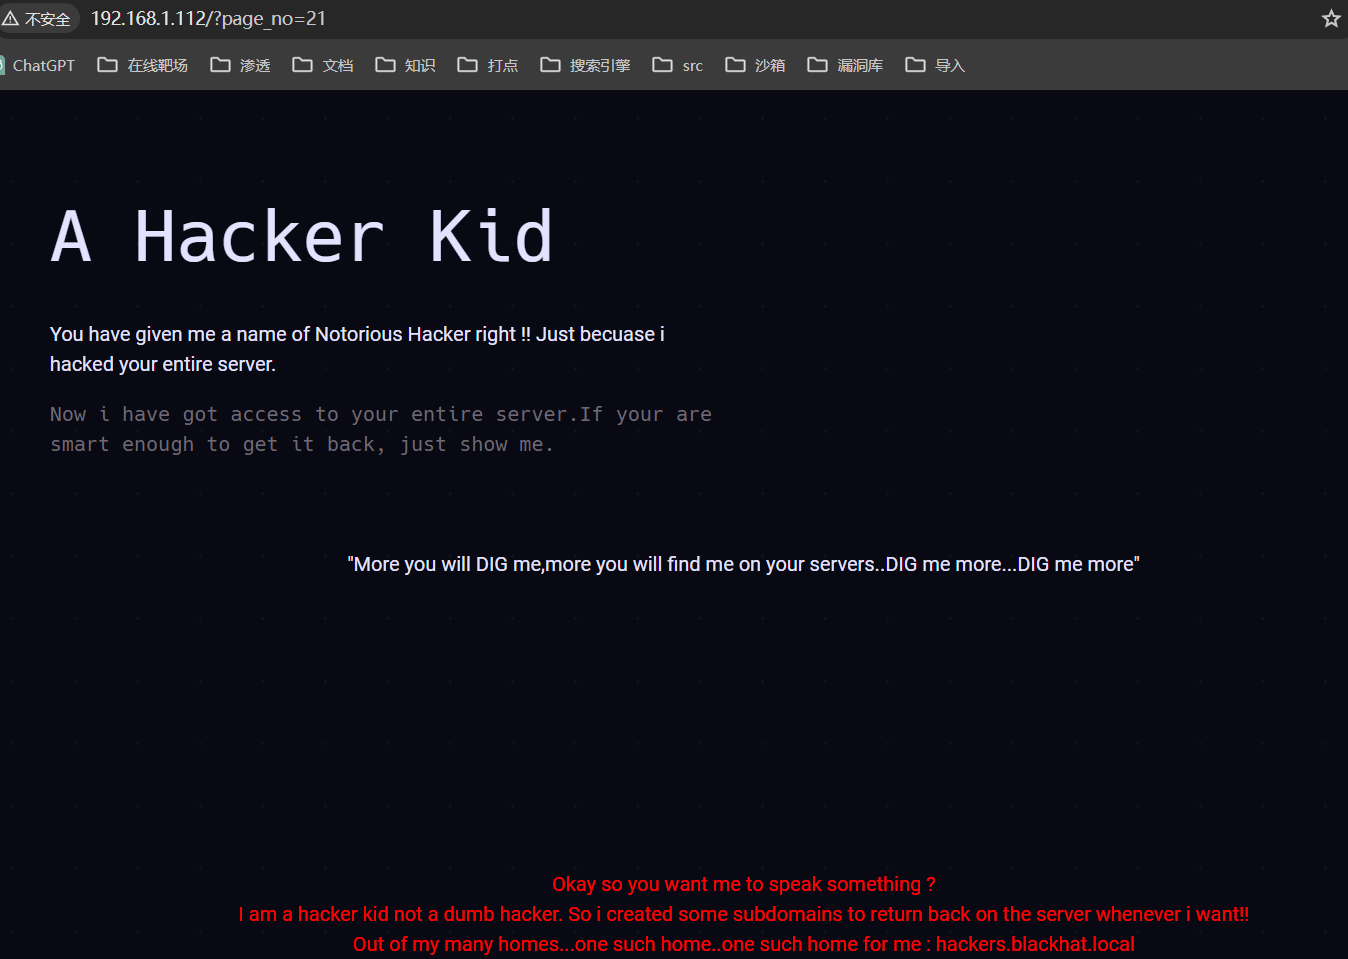 不安全 192.168.1.112/?page_no=21
ChatGPT 在线靶场 渗透 文档 知识 打点 搜索引擎 src 沙箱 漏洞库 导入
A Hacker Kid
You have given me a name of Notorious Hacker right !! Just becuase i
hacked your entire server.
Now i have got access to your entire server.If your are
smart enough to get it back, just show me.
"More you will DIG me,more you will find me on your servers..DIG me more...DIG me more"
Okay so you want me to speak something ?
I am a hacker kid not a dumb hacker. So i created some subdomains to return back on the server whenever i want!!
Out of my many homes...one such home..one such home for me : hackers.blackhat.local